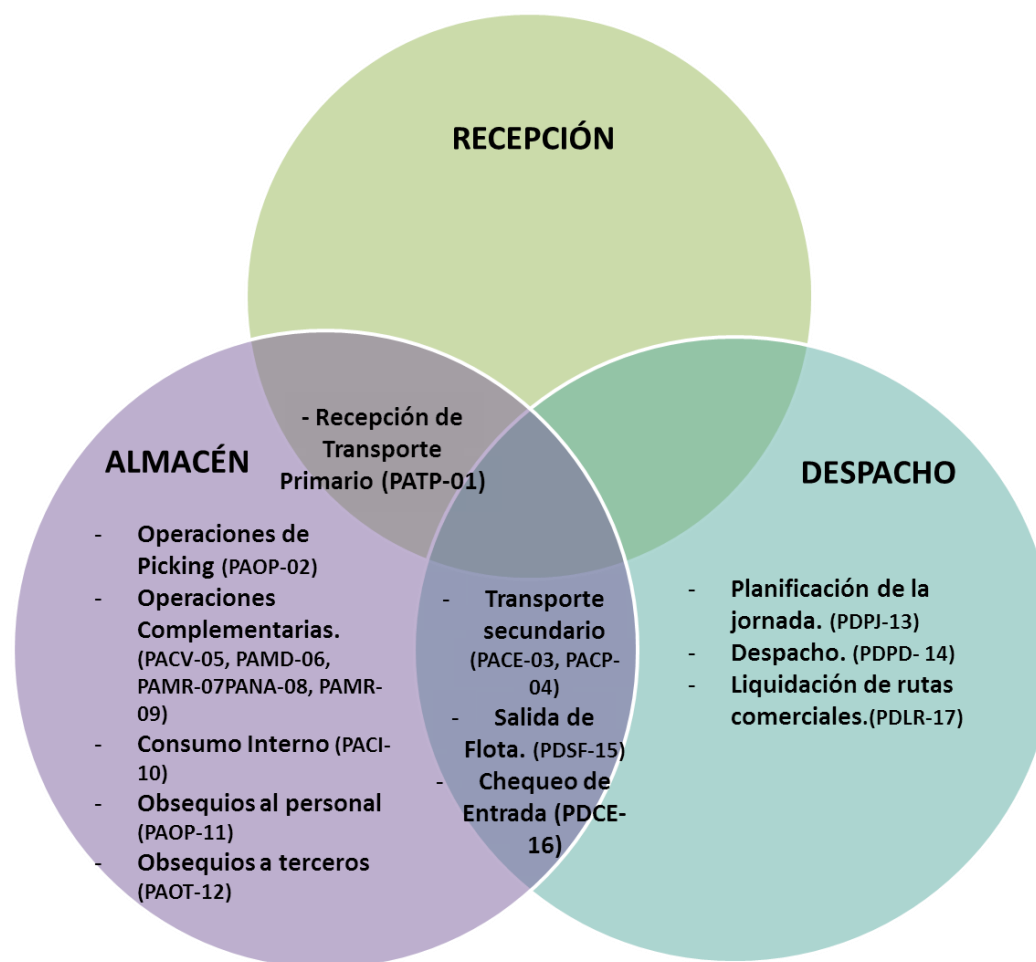 RECEPCIÓN
- Recepción de
Transporte
Primario (PATP-01)
ALMACÉN
- Operaciones de
Picking (PAOP-02)
- Operaciones
Complementarias.
(PACV-05, PAMD-06,
PAMR-07PANA-08, PAMR-
09)
- Consumo Interno (PACI-
10)
- Obsequios al personal
(PAOP-11)
- Obsequios a terceros
(PAOT-12)
- Transporte
secundario
(PACE-03, PACP-
04)
- Salida de
Flota. (PDSF-15)
- Chequeo de
Entrada (PDCE-
16)
DESPACHO
- Planificación de la
jornada. (PDPJ-13)
- Despacho. (PDPD- 14)
- Liquidación de rutas
comerciales.(PDLR-17)